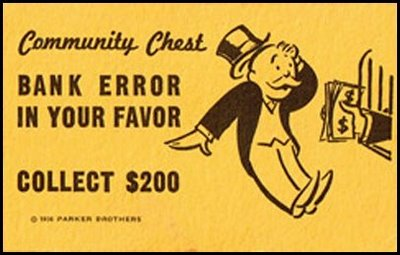 Community Chest
BANK ERROR
IN YOUR FAVOR
COLLECT $200
© 1936 PARKER BROTHERS
$
$